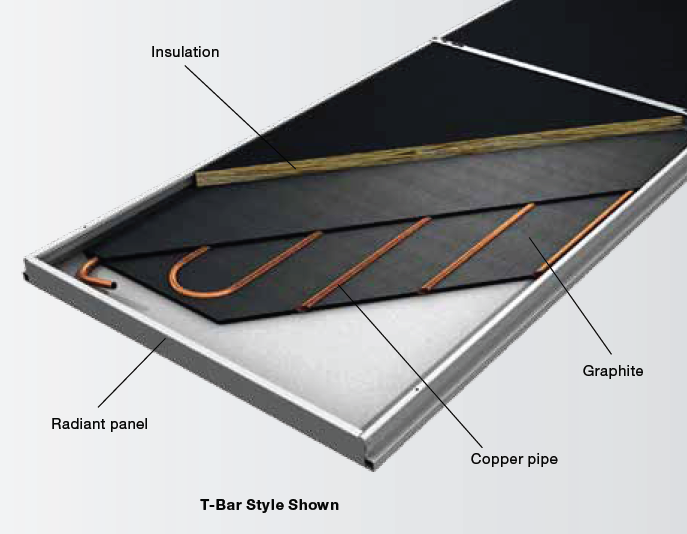 Insulation
Graphite
Radiant panel
Copper pipe
T-Bar Style Shown